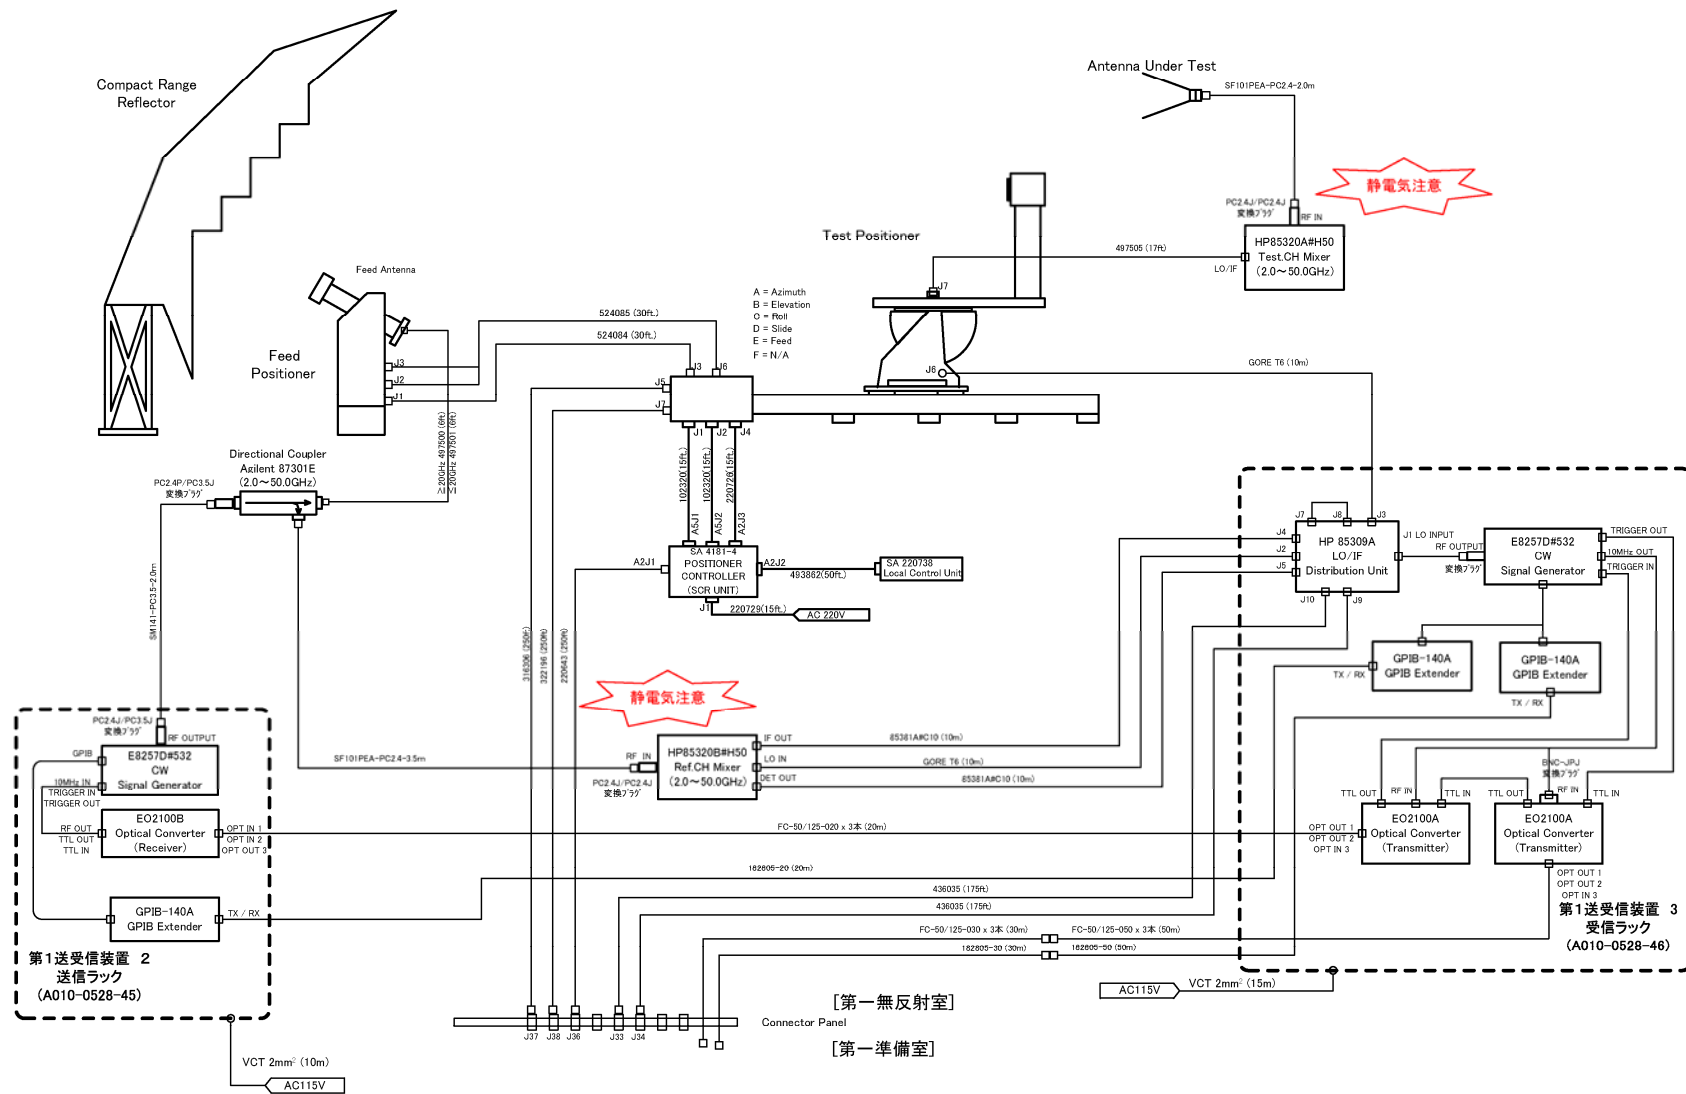 Compact Range
Reflector
Antenna Under Test
SF101PEA-PC2.4-2.0m
静電気注意
PC2.4J/PC2.4J
変換プラグ
RF IN
HP85320A#H50
Test.CH Mixer
(2.0～50.0GHz)
LO/IF
497505 (17ft)
Test Positioner
J7
J6
A = Azimuth
B = Elevation
C = Roll
D = Slide
E = Feed
F = N/A
Feed Antenna
Feed
Positioner
J3
J2
J1
524085 (30ft.)
524084 (30ft.)
J3
J6
J5
J7
J1
J2
J4
GORE T6 (10m)
≧20GHz 497500 (6ft)
≦20GHz 497501 (6ft)
Directional Coupler
Agilent 87301E
(2.0～50.0GHz)
PC2.4P/PC3.5J
変換プラグ
SM141-PC3.5-2.0m
102320(15ft.)
102320(15ft.)
220726(15ft.)
A5J1
A5J2
A2J3
SA 4181-4
POSITIONER
CONTROLLER
(SCR UNIT)
A2J1
A2J2
493862(50ft.)
SA 220738
Local Control Unit
J1
220729(15ft.)
AC 220V
316306 (250ft)
322196 (250ft)
220643 (250ft)
J7
J8
J3
J4
J2
J5
HP 85309A
LO/IF
Distribution Unit
J1 LO INPUT
RF OUTPUT
変換プラグ
J10
J9
E8257D#532
CW
Signal Generator
TRIGGER OUT
10MHz OUT
TRIGGER IN
GPIB-140A
GPIB Extender
TX / RX
GPIB-140A
GPIB Extender
TX / RX
静電気注意
HP85320B#H50
Ref.CH Mixer
(2.0～50.0GHz)
RF IN
PC2.4J/PC2.4J
変換プラグ
IF OUT
LO IN
DET OUT
85381A#C10 (10m)
GORE T6 (10m)
85381A#C10 (10m)
SF101PEA-PC2.4-3.5m
PC2.4J/PC3.5J
変換プラグ
RF OUTPUT
GPIB
E8257D#532
CW
Signal Generator
10MHz IN
TRIGGER IN
TRIGGER OUT
EO2100B
Optical Converter
(Receiver)
RF OUT
TTL OUT
TTL IN
OPT IN 1
OPT IN 2
OPT OUT 3
FC-50/125-020 x 3本 (20m)
BNC-JPJ
変換プラグ
TTL OUT
RF IN
TTL IN
TTL OUT
RF IN
TTL IN
EO2100A
Optical Converter
(Transmitter)
OPT OUT 1
OPT OUT 2
OPT IN 3
EO2100A
Optical Converter
(Transmitter)
OPT OUT 1
OPT OUT 2
OPT IN 3
182805-20 (20m)
GPIB-140A
GPIB Extender
TX / RX
436035 (175ft)
436035 (175ft)
FC-50/125-030 x 3本 (30m)
FC-50/125-050 x 3本 (50m)
182805-30 (30m)
182805-50 (50m)
第1送受信装置 2
送信ラック
(A010-0528-45)
第1送受信装置 3
受信ラック
(A010-0528-46)
AC115V
VCT 2mm² (15m)
[第一無反射室]
Connector Panel
[第一準備室]
J37
J38
J36
J33
J34
VCT 2mm² (10m)
AC115V